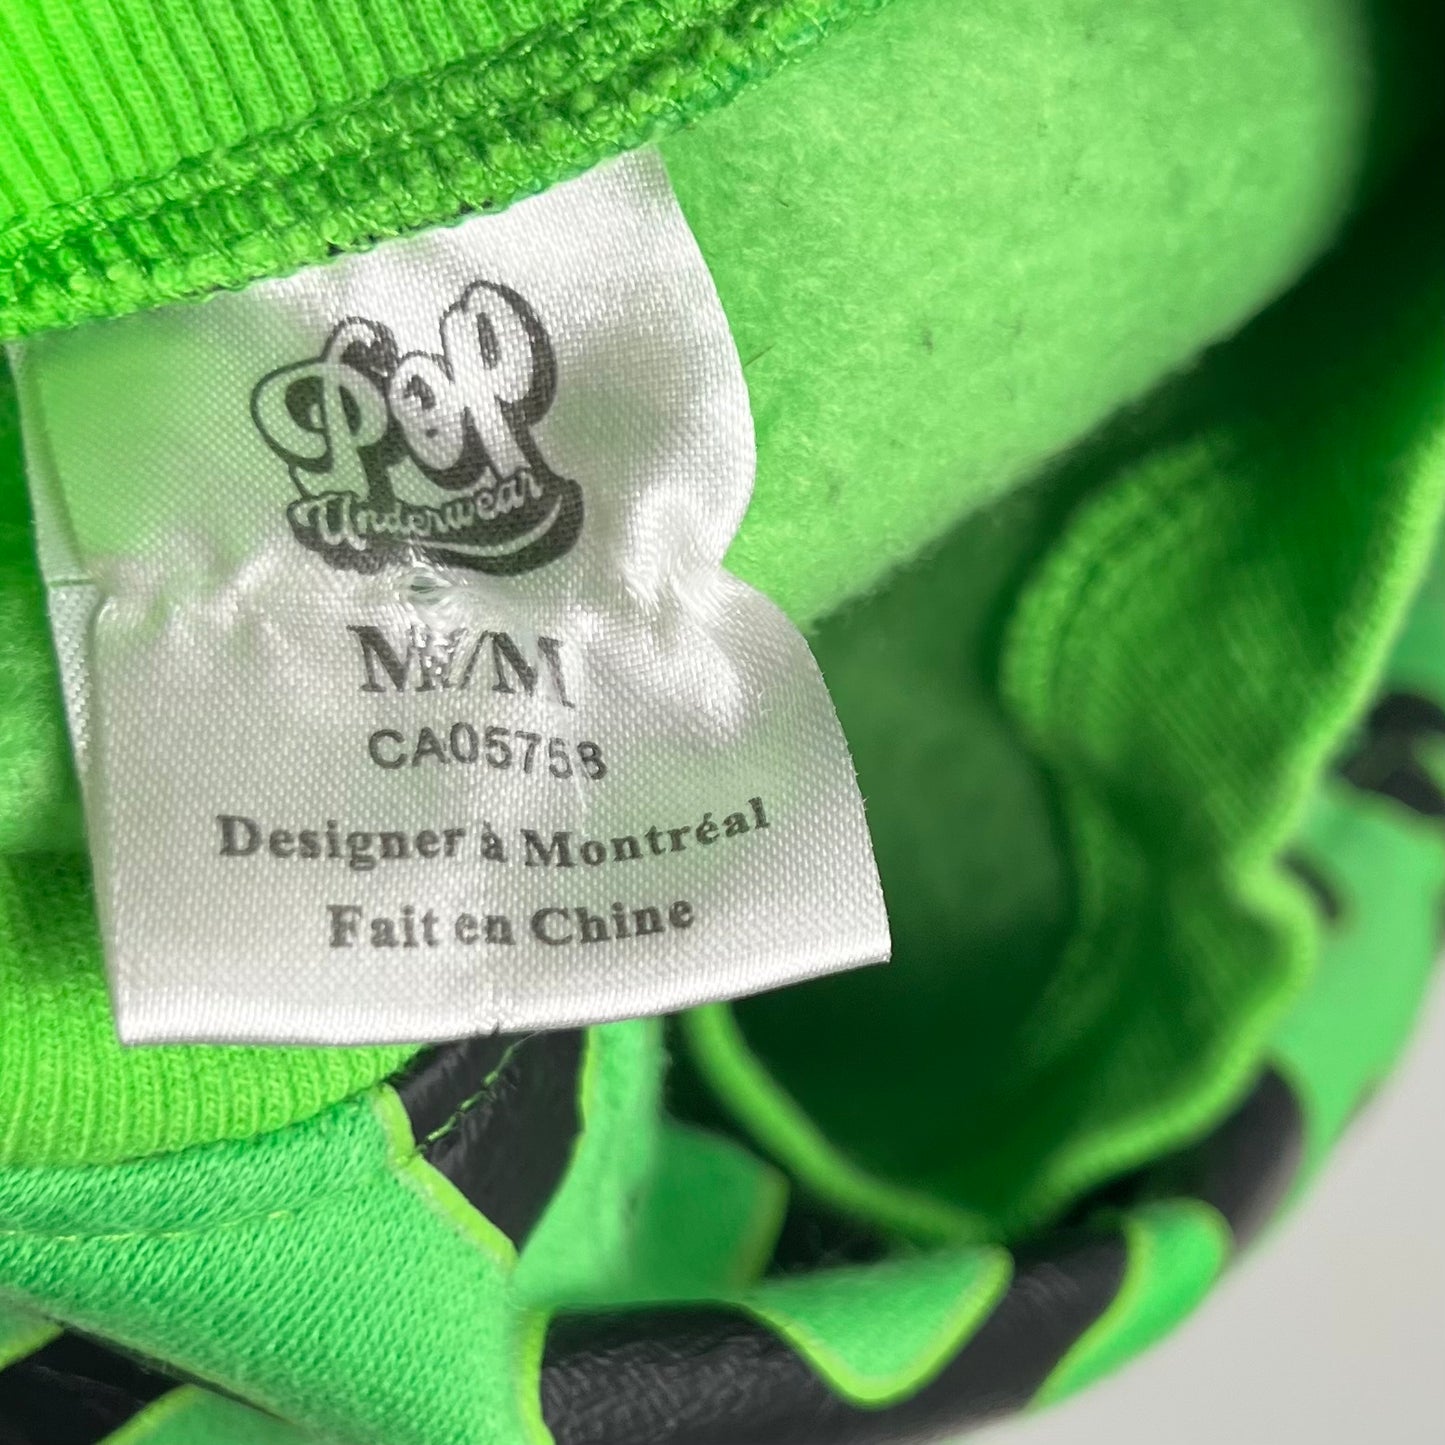 Pop
Underwear
M/M
CA05758
Designer à Montréal
Fait en Chine